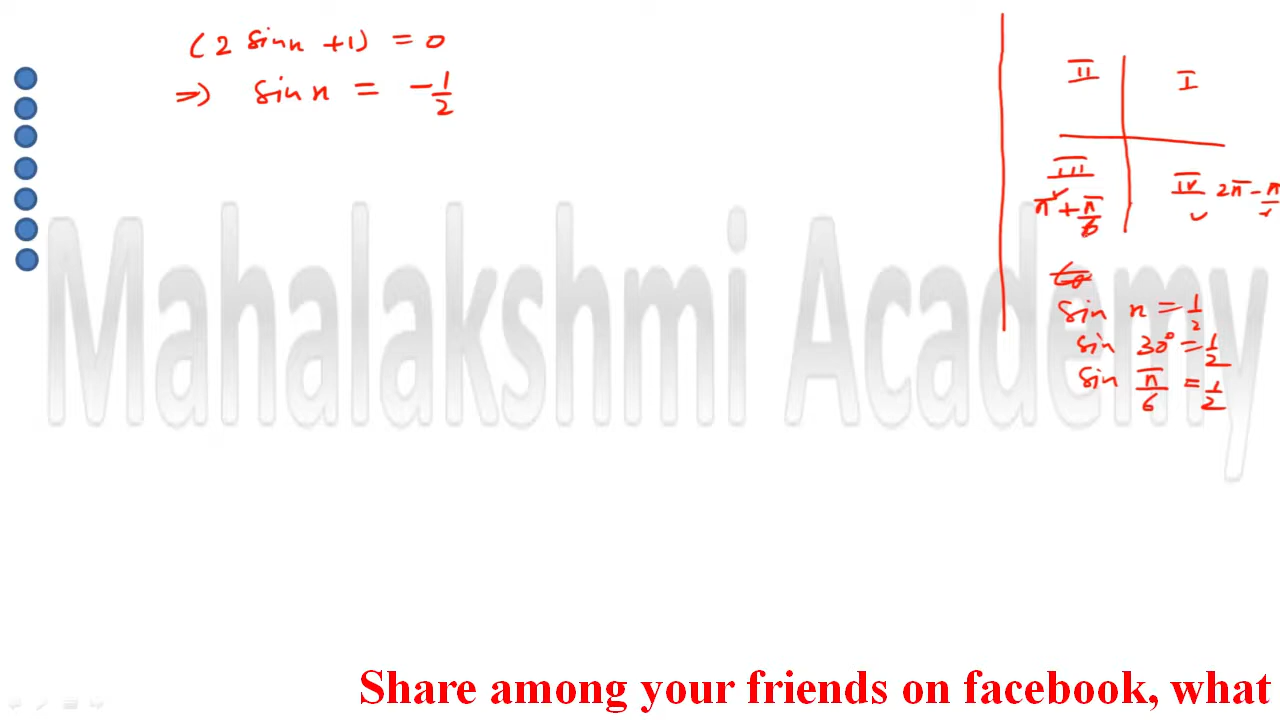 (2 sinx +1) = 0
⇒ sin x = -1/2
II I
III IV 2π - π
π + π/6
sin x = 1/2
sin 30° = 1/2
sin π/6 = 1/2
Mahalakshmi Academy
Share among your friends on facebook, what